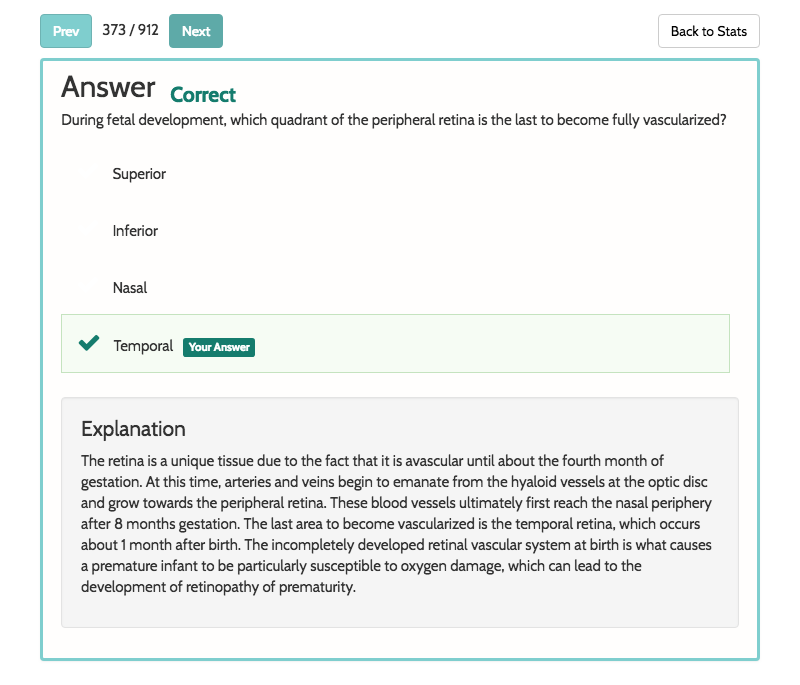 Prev 373 / 912 Next Back to Stats
Answer Correct
During fetal development, which quadrant of the peripheral retina is the last to become fully vascularized?
Superior
Inferior
Nasal
Temporal Your Answer
Explanation
The retina is a unique tissue due to the fact that it is avascular until about the fourth month of
gestation. At this time, arteries and veins begin to emanate from the hyaloid vessels at the optic disc
and grow towards the peripheral retina. These blood vessels ultimately first reach the nasal periphery
after 8 months gestation. The last area to become vascularized is the temporal retina, which occurs
about 1 month after birth. The incompletely developed retinal vascular system at birth is what causes
a premature infant to be particularly susceptible to oxygen damage, which can lead to the
development of retinopathy of prematurity.